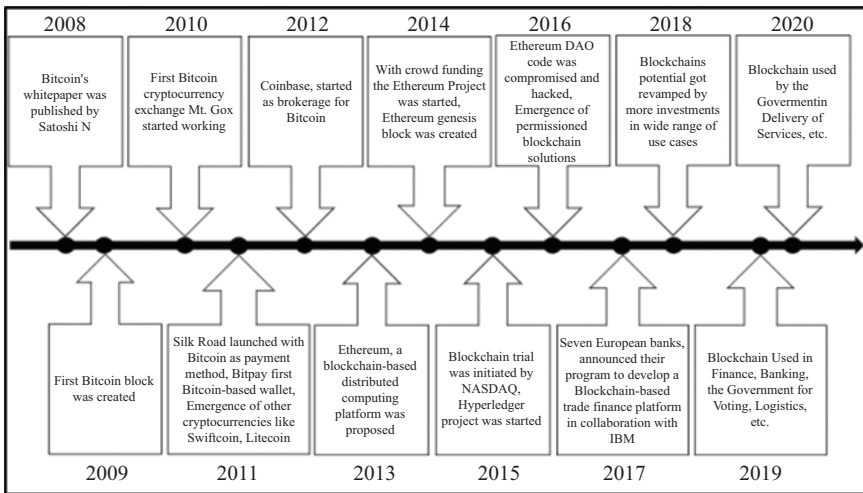 2008
2010
2012
2014
2016
2018
2020
Bitcoin's
whitepaper was
published by
Satoshi N
First Bitcoin
cryptocurrency
exchange Mt. Gox
started working
Coinbase, started
as brokerage for
Bitcoin
With crowd funding
the Ethereum Project
was started,
Ethereum genesis
block was created
Ethereum DAO
code was
compromised and
hacked,
Emergence of
permissioned
blockchain
solutions
Blockchains
potential got
revamped by
more investments
in wide range of
use cases
Blockchain used
by the
Govermentin
Delivery of
Services, etc.
First Bitcoin block
was created
Silk Road launched with
Bitcoin as payment
method, Bitpay first
Bitcoin-based wallet,
Emergence of other
cryptocurrencies like
Swiftcoin, Litecoin
Ethereum, a
blockchain-based
distributed
computing
platform was
proposed
Blockchain trial
was initiated by
NASDAQ,
Hyperledger
project was started
Seven European banks,
announced their
program to develop a
Blockchain-based
trade finance platform
in collaboration with
IBM
Blockchain Used in
Finance, Banking,
the Government for
Voting, Logistics,
etc.
2009
2011
2013
2015
2017
2019